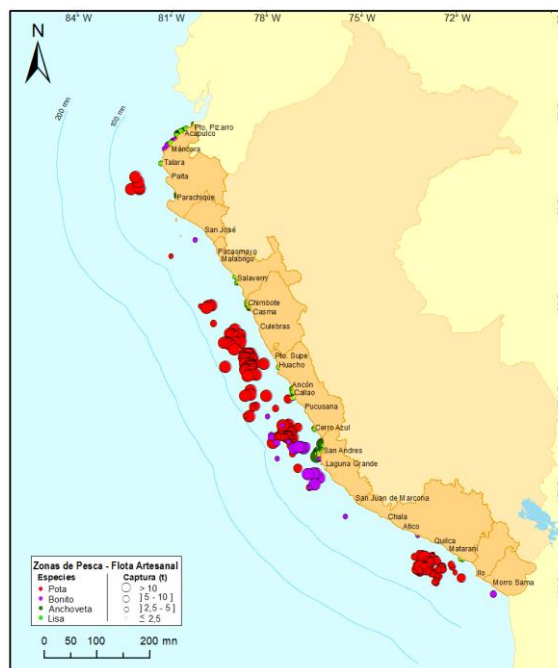 84° W 81° W 78° W 75° W 72° W
N
200 mn
100 mn
Pto. Pizarro
Acapulco
Máncora
Talara
Paita
Parachique
San José
Pacasmayo
Malabrigo
Salaverry
Chimbote
Casma
Culebras
Pto. Supe
Huacho
Ancón
Callao
Pucusana
Cerro Azul
San Andres
Laguna Grande
San Juan de Marcona
Chala
Atico
Quilca
Matarani
Ilo
Morro Sama
Zonas de Pesca - Flota Artesanal
Especies Captura (t)
Pota > 10
Bonito ] 5 - 10 ]
Anchoveta ] 2,5 - 5 ]
Lisa ≤ 2,5
0 50 100 200 mn